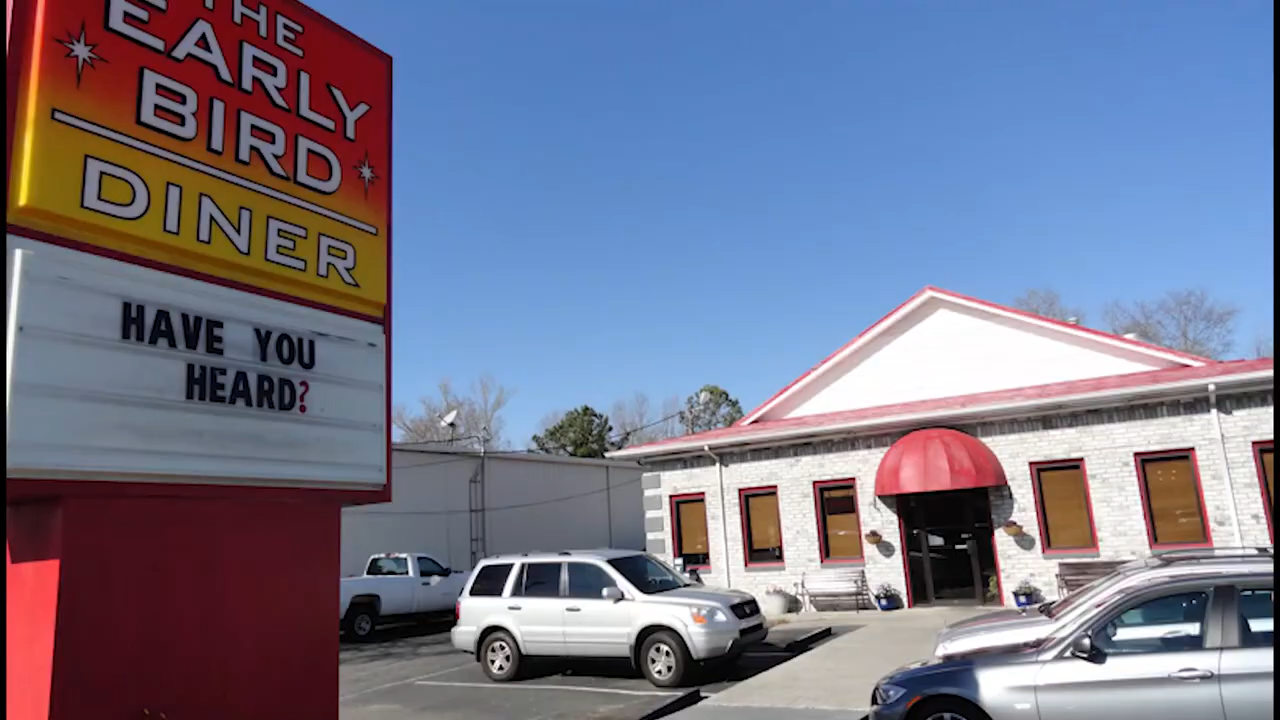 THE
EARLY
BIRD
DINER
HAVE YOU
HEARD?